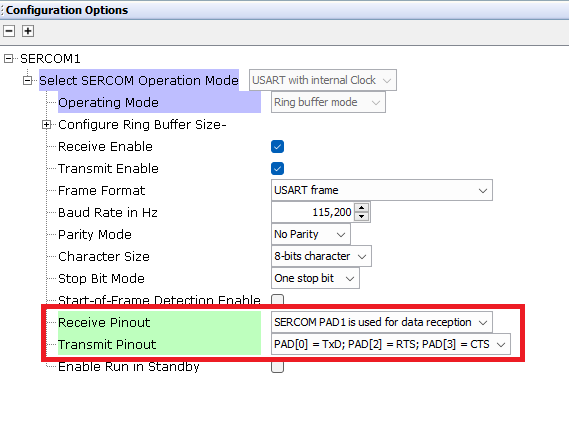 Configuration Options
SERCOM1
Select SERCOM Operation Mode USART with internal Clock
Operating Mode Ring buffer mode
Configure Ring Buffer Size-
Receive Enable
Transmit Enable
Frame Format USART frame
Baud Rate in Hz 115,200
Parity Mode No Parity
Character Size 8-bits character
Stop Bit Mode One stop bit
Start-of-Frame Detection Enable
Receive Pinout SERCOM PAD1 is used for data reception
Transmit Pinout PAD[0] = TxD; PAD[2] = RTS; PAD[3] = CTS
Enable Run in Standby